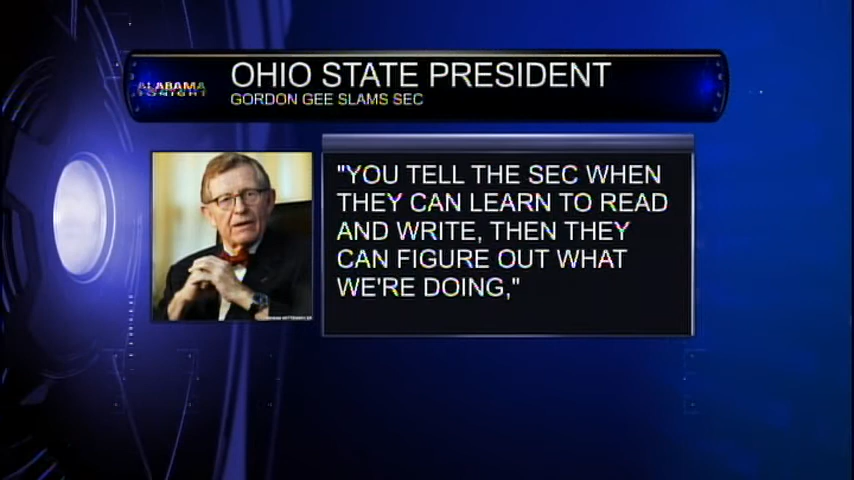 OHIO STATE PRESIDENT
GORDON GEE SLAMS SEC
ALABAMA
TONIGHT
"YOU TELL THE SEC WHEN
THEY CAN LEARN TO READ
AND WRITE, THEN THEY
CAN FIGURE OUT WHAT
WE'RE DOING,"